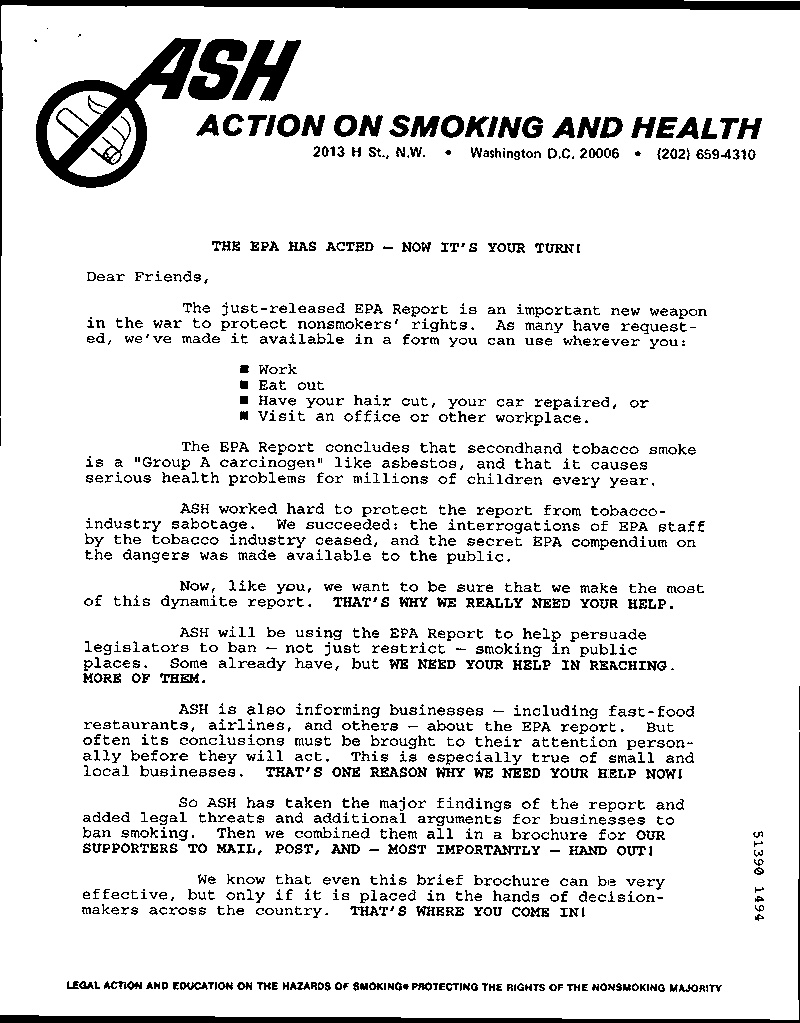 ASH
ACTION ON SMOKING AND HEALTH
2013 H St., N.W. • Washington D.C. 20006 • (202) 659-4310
THE EPA HAS ACTED — NOW IT'S YOUR TURN!
Dear Friends,
The just-released EPA Report is an important new weapon
in the war to protect nonsmokers' rights. As many have request-
ed, we've made it available in a form you can use wherever you:
■ Work
■ Eat out
■ Have your hair cut, your car repaired, or
■ Visit an office or other workplace.
The EPA Report concludes that secondhand tobacco smoke
is a "Group A carcinogen" like asbestos, and that it causes
serious health problems for millions of children every year.
ASH worked hard to protect the report from tobacco-
industry sabotage. We succeeded: the interrogations of EPA staff
by the tobacco industry ceased, and the secret EPA compendium on
the dangers was made available to the public.
Now, like you, we want to be sure that we make the most
of this dynamite report. THAT'S WHY WE REALLY NEED YOUR HELP.
ASH will be using the EPA Report to help persuade
legislators to ban — not just restrict — smoking in public
places. Some already have, but WE NEED YOUR HELP IN REACHING.
MORE OF THEM.
ASH is also informing businesses — including fast-food
restaurants, airlines, and others — about the EPA report. But
often its conclusions must be brought to their attention person-
ally before they will act. This is especially true of small and
local businesses. THAT'S ONE REASON WHY WE NEED YOUR HELP NOW!
So ASH has taken the major findings of the report and
added legal threats and additional arguments for businesses to
ban smoking. Then we combined them all in a brochure for OUR
SUPPORTERS TO MAIL, POST, AND — MOST IMPORTANTLY — HAND OUT!
We know that even this brief brochure can be very
effective, but only if it is placed in the hands of decision-
makers across the country. THAT'S WHERE YOU COME IN!
51390 1494
LEGAL ACTION AND EDUCATION ON THE HAZARDS OF SMOKING• PROTECTING THE RIGHTS OF THE NONSMOKING MAJORITY